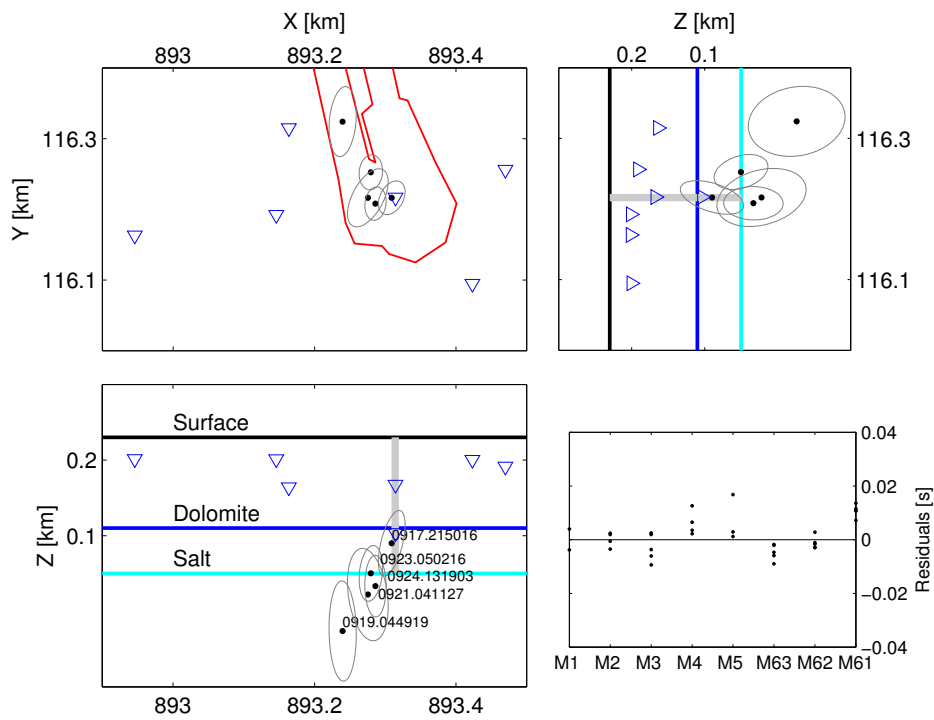 X [km]
893
893.2
893.4
116.3
116.1
Y [km]
Z [km]
0.2
0.1
116.3
116.1
Surface
Dolomite
Salt
0.2
0.1
Z [km]
0917.215016
0923.050216
0924.131903
0921.041127
0919.044919
893
893.2
893.4
0.04
0.02
0
−0.02
−0.04
Residuals [s]
M1
M2
M3
M4
M5
M63
M62
M61